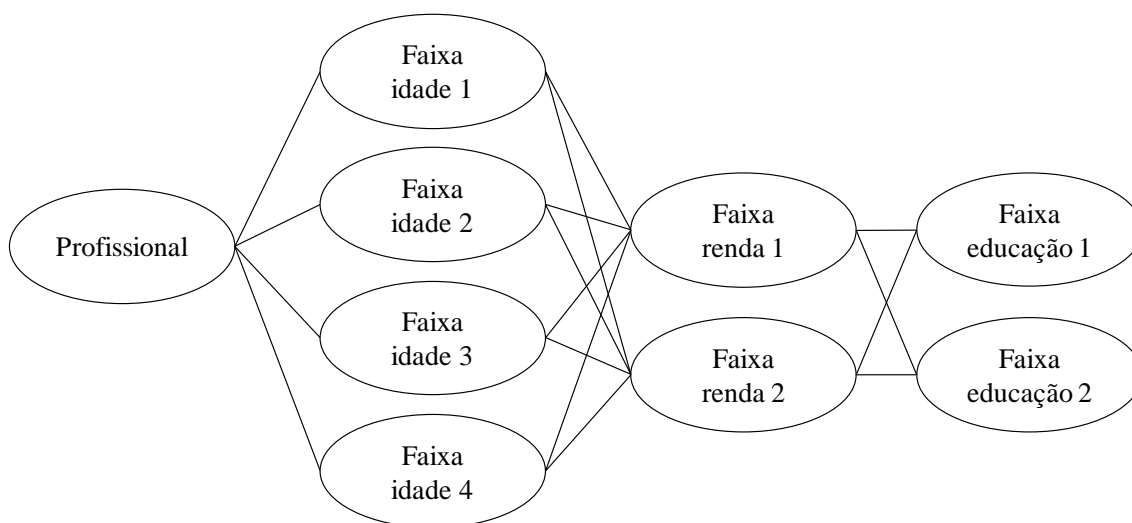 Faixa
idade 1
Faixa
idade 2
Profissional
Faixa
idade 3
Faixa
idade 4
Faixa
renda 1
Faixa
renda 2
Faixa
educação 1
Faixa
educação 2